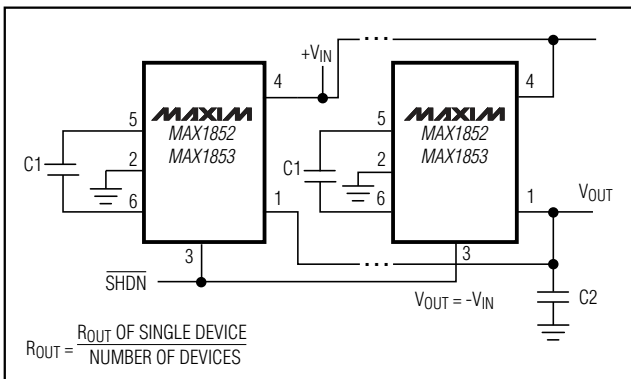 +VIN
4
4
MAXIM
MAX1852
MAX1853
MAXIM
MAX1852
MAX1853
5
5
C1
2
C1
2
6
1
6
1
VOUT
3
3
SHDN
VOUT = -VIN
C2
ROUT = ROUT OF SINGLE DEVICE
NUMBER OF DEVICES